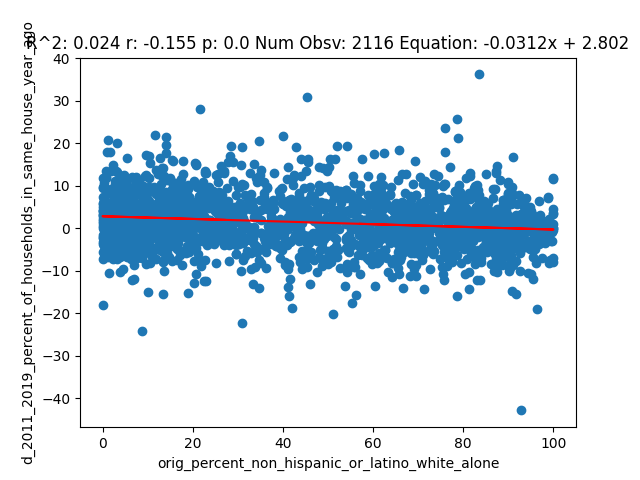 R^2: 0.024 r: -0.155 p: 0.0 Num Obsv: 2116 Equation: -0.0312x + 2.802
d_2011_2019_percent_of_households_in_same_house_year_ago
40
30
20
10
0
−10
−20
−30
−40
0 20 40 60 80 100
orig_percent_non_hispanic_or_latino_white_alone